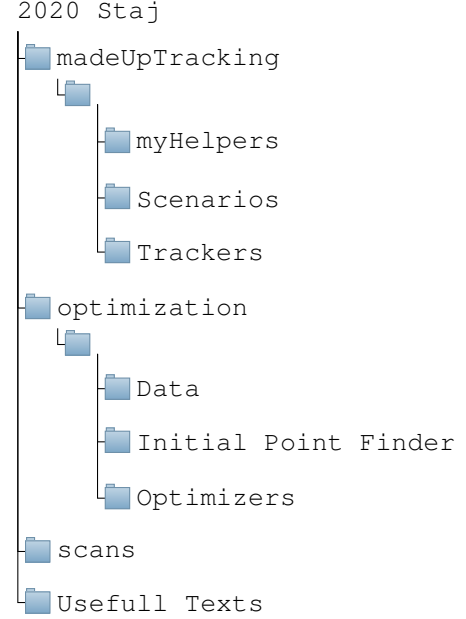 2020 Staj
madeUpTracking
myHelpers
Scenarios
Trackers
optimization
Data
Initial Point Finder
Optimizers
scans
Usefull Texts